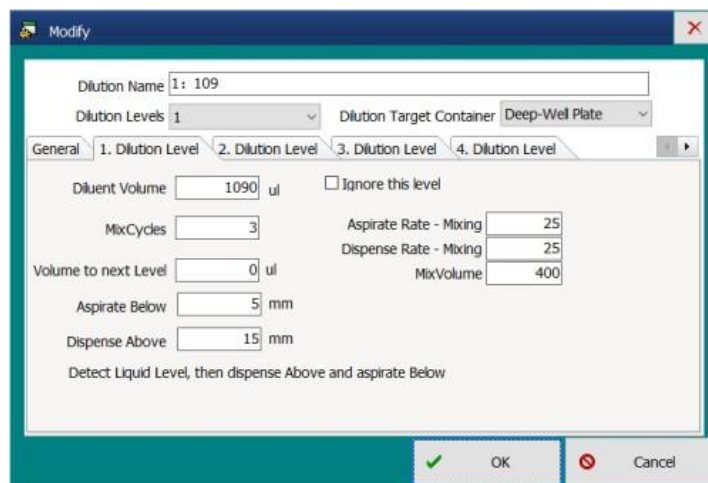 Modify
Dilution Name 1: 109
Dilution Levels 1 Dilution Target Container Deep-Well Plate
General 1. Dilution Level 2. Dilution Level 3. Dilution Level 4. Dilution Level
Diluent Volume 1090 ul Ignore this level
MixCycles 3 Aspirate Rate - Mixing 25
Dispense Rate - Mixing 25
Volume to next Level 0 ul MixVolume 400
Aspirate Below 5 mm
Dispense Above 15 mm
Detect Liquid Level, then dispense Above and aspirate Below
OK Cancel